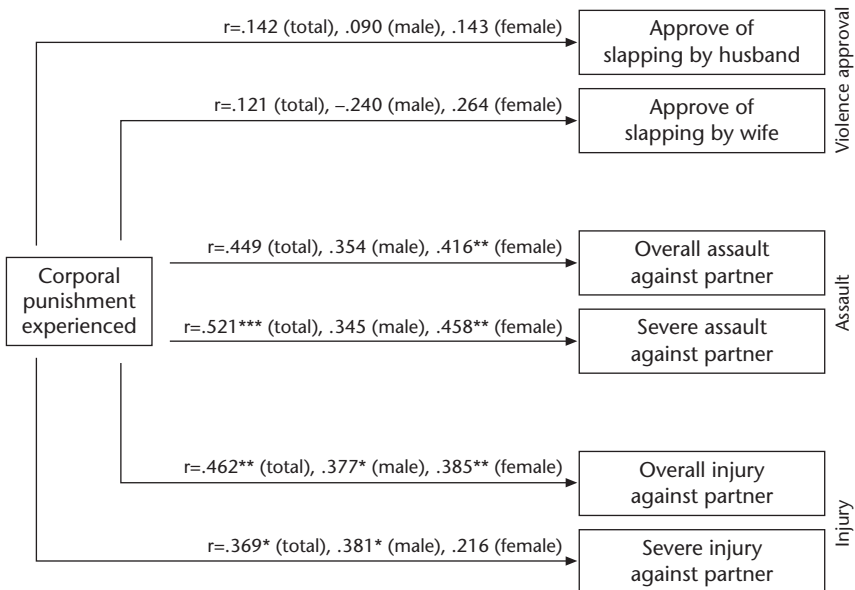 r=.142 (total), .090 (male), .143 (female)
Approve of
slapping by husband
r=.121 (total), –.240 (male), .264 (female)
Approve of
slapping by wife
Violence approval
Corporal
punishment
experienced
r=.449 (total), .354 (male), .416** (female)
Overall assault
against partner
r=.521*** (total), .345 (male), .458** (female)
Severe assault
against partner
Assault
r=.462** (total), .377* (male), .385** (female)
Overall injury
against partner
r=.369* (total), .381* (male), .216 (female)
Severe injury
against partner
Injury